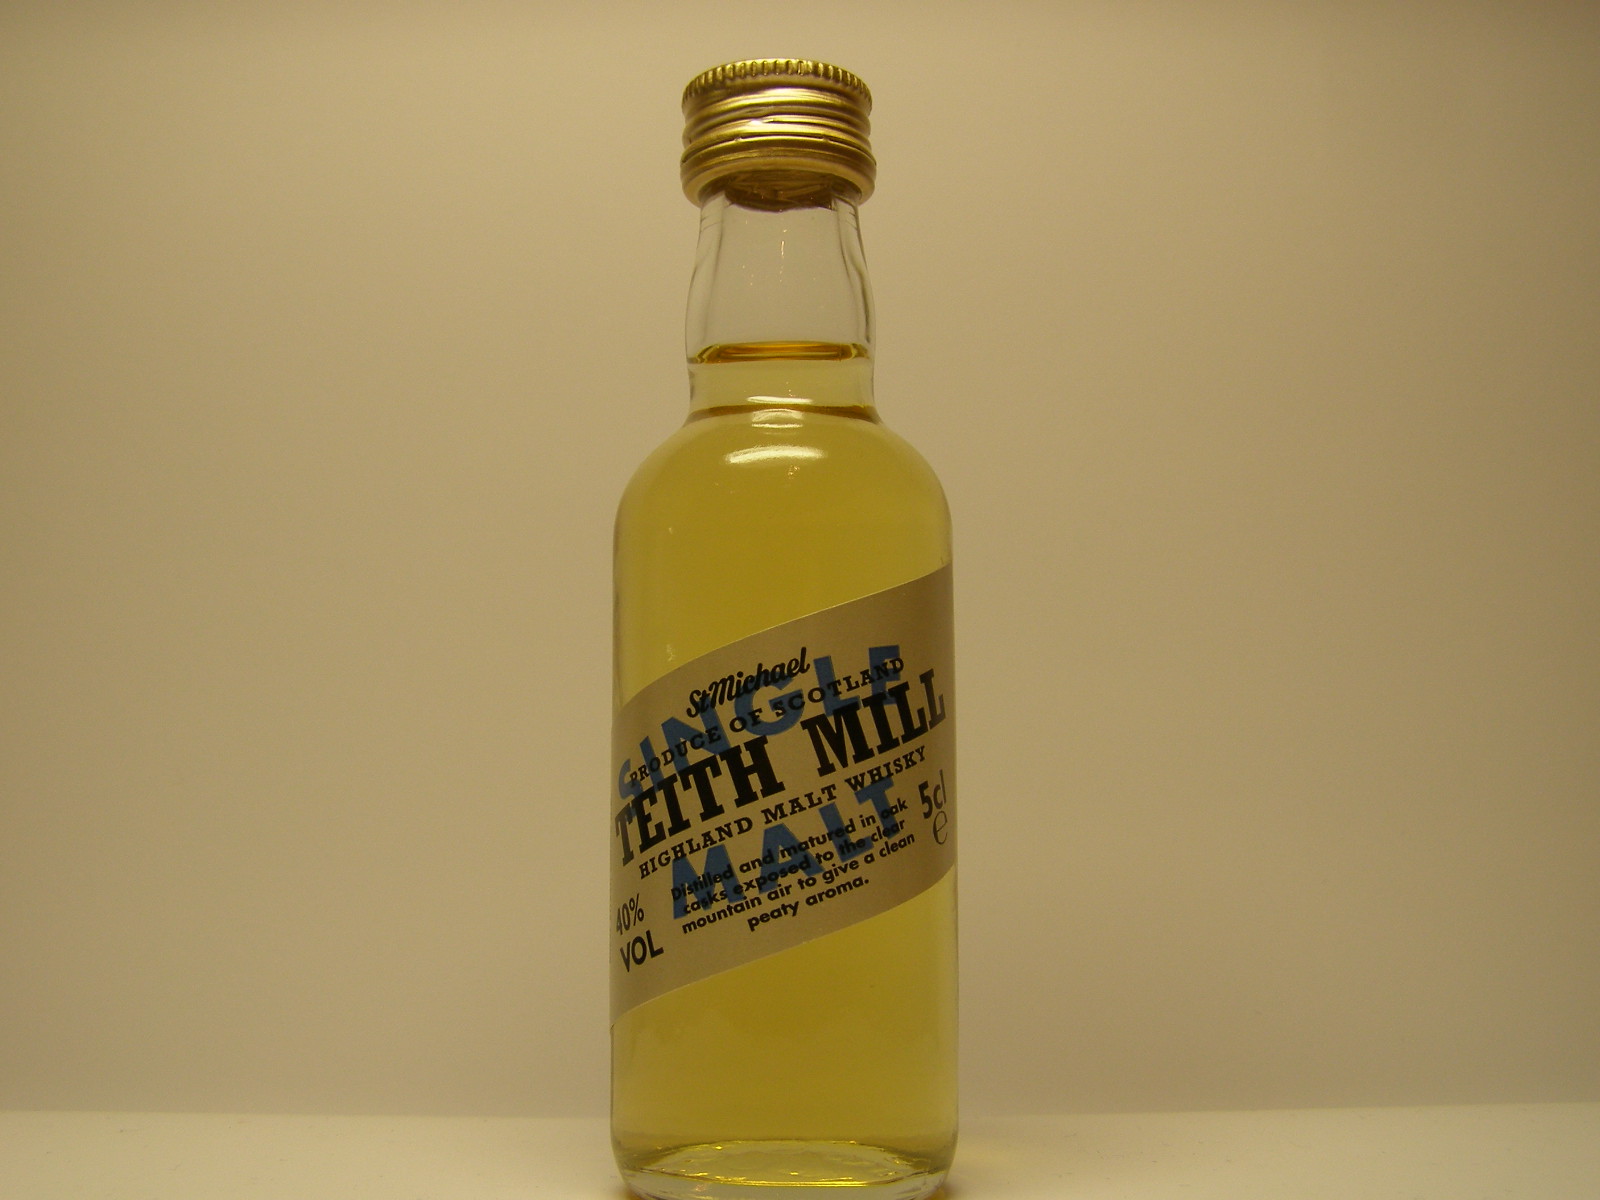 St Michael
SINGLE
PRODUCE OF SCOTLAND
TEITH MILL
HIGHLAND MALT WHISKY
MALT
5cl
e
Distilled and matured in oak
casks exposed to the clear
mountain air to give a clean
peaty aroma.
40%
VOL